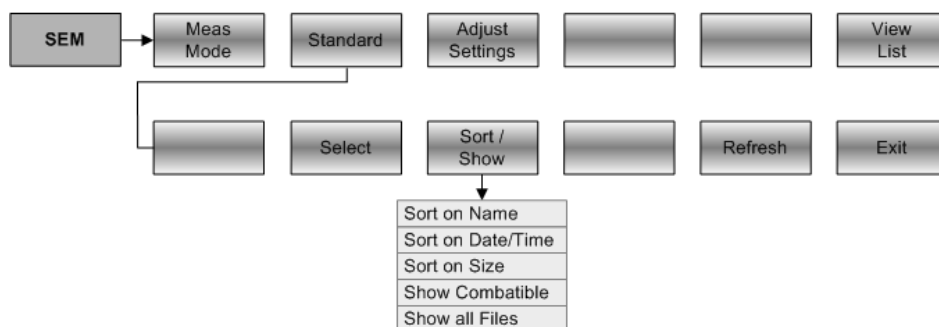 SEM
Meas
Mode
Standard
Adjust
Settings
View
List
Select
Sort /
Show
Refresh
Exit
Sort on Name
Sort on Date/Time
Sort on Size
Show Combatible
Show all Files